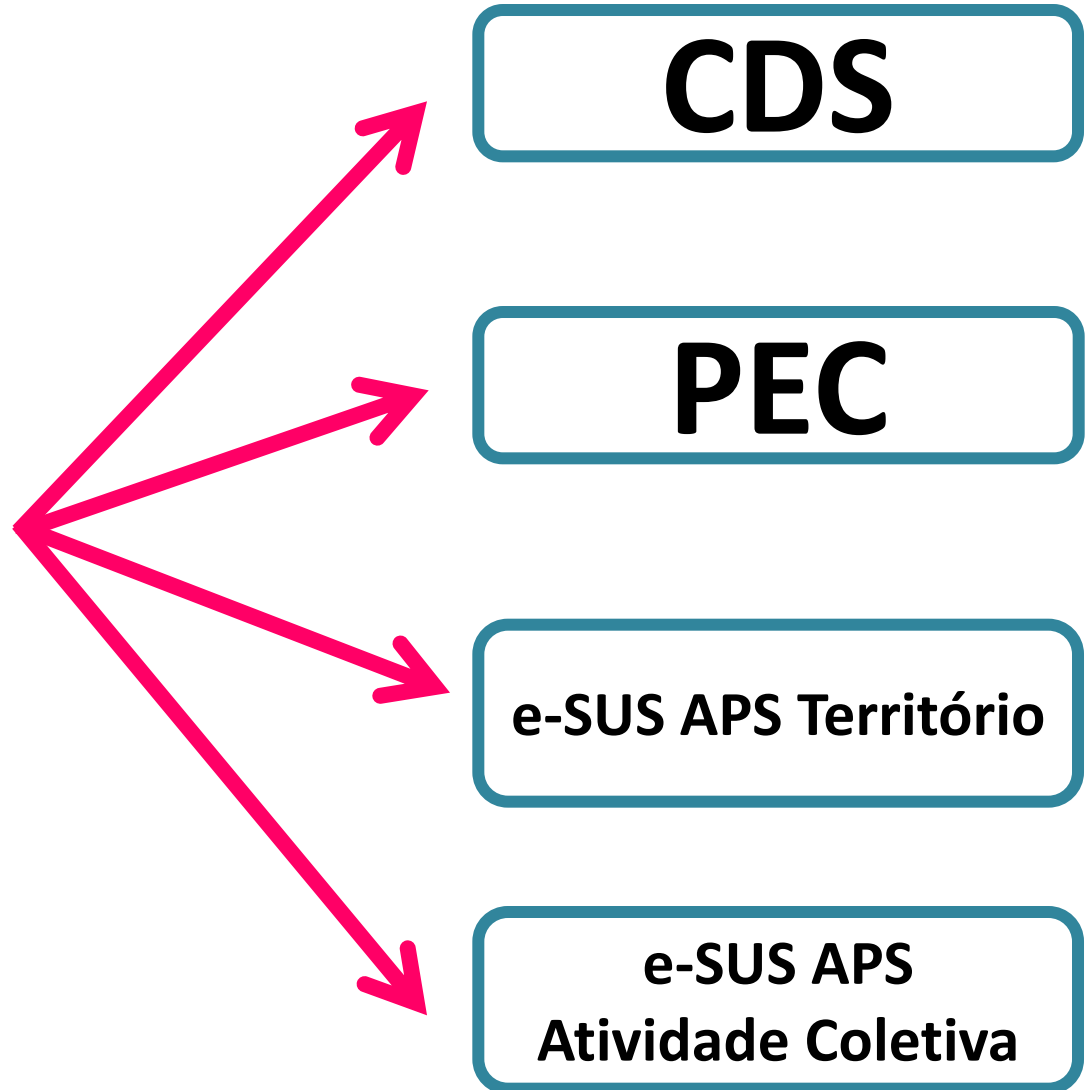 CDS
PEC
e-SUS APS Território
e-SUS APS
Atividade Coletiva